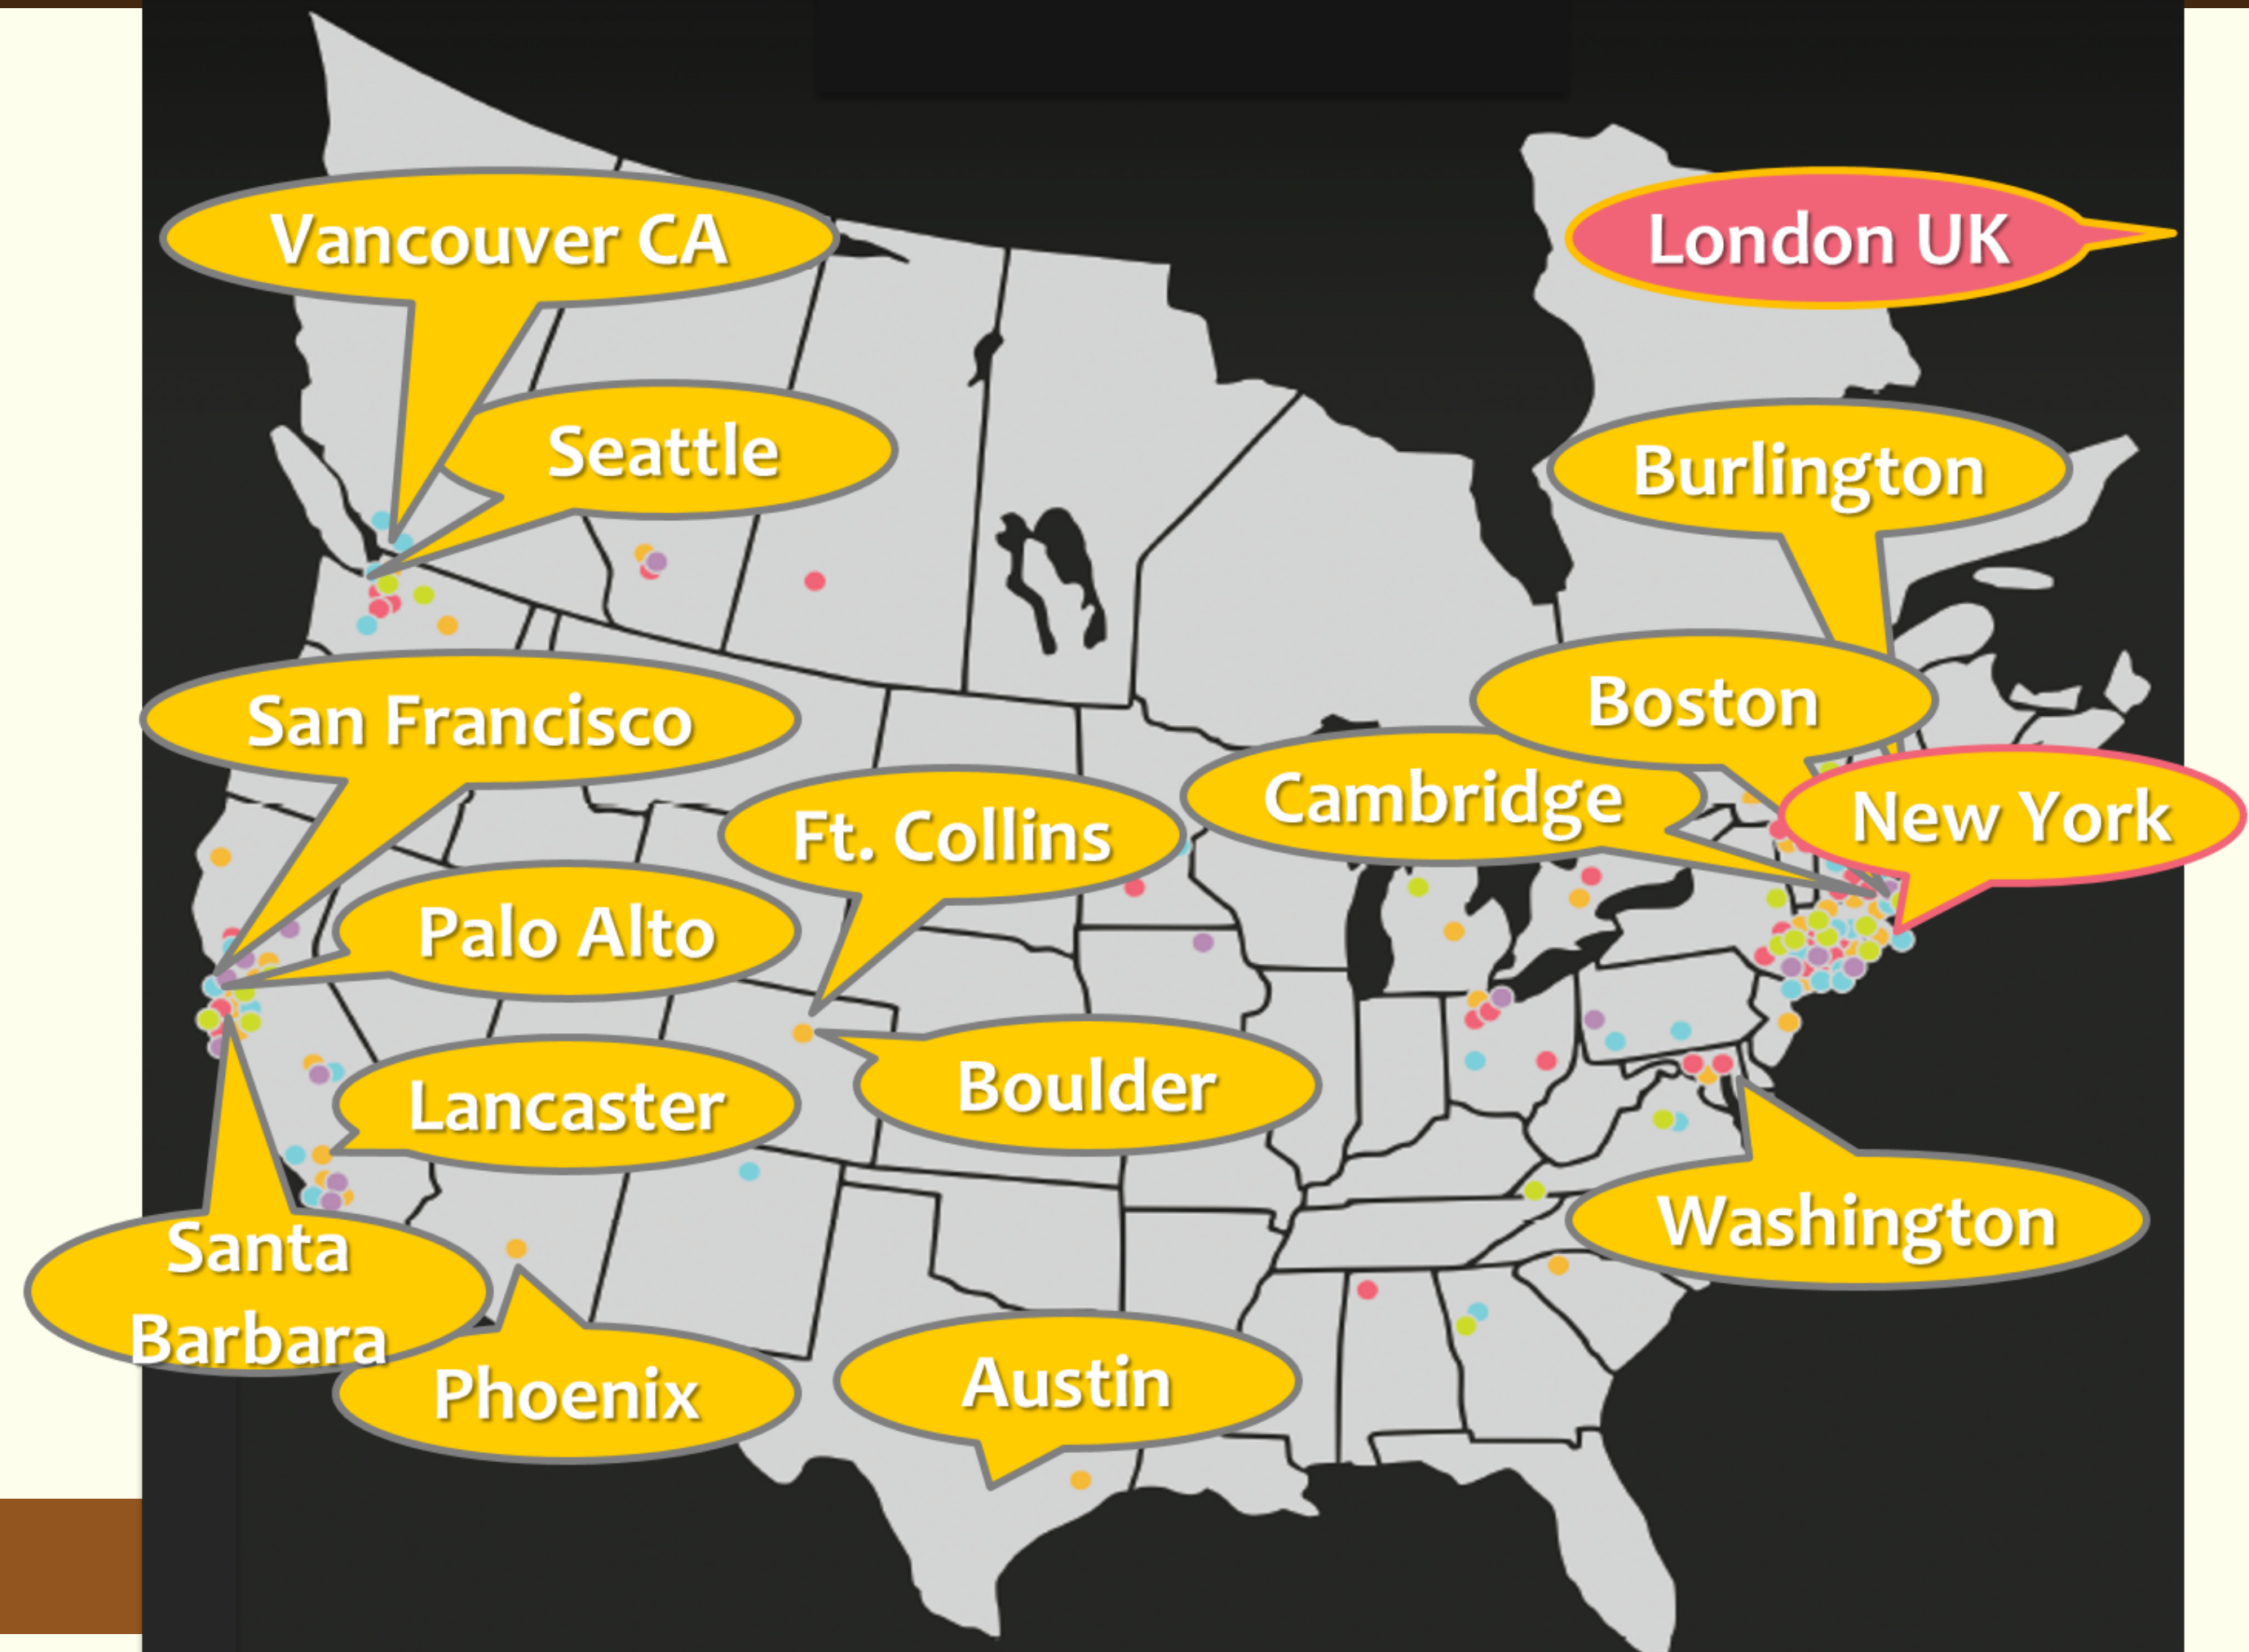 Vancouver CA
London UK
Seattle
Burlington
San Francisco
Boston
Ft. Collins
Cambridge
New York
Palo Alto
Lancaster
Boulder
Santa
Barbara
Washington
Phoenix
Austin